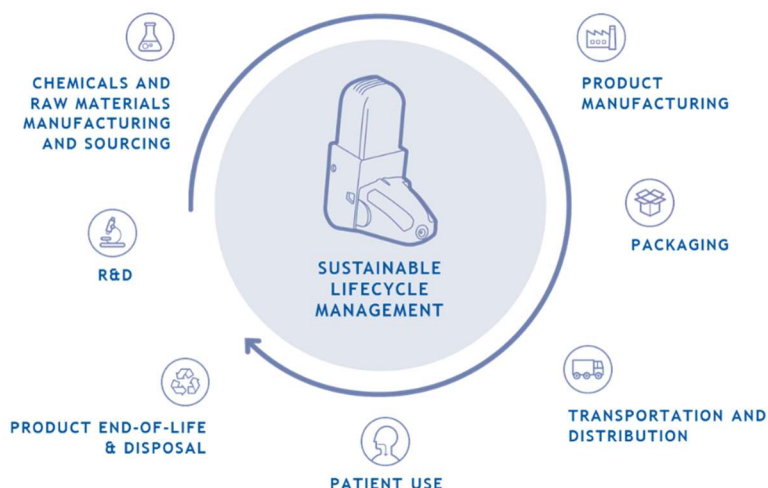 CHEMICALS AND
RAW MATERIALS
MANUFACTURING
AND SOURCING
PRODUCT
MANUFACTURING
PACKAGING
R&D
SUSTAINABLE
LIFECYCLE
MANAGEMENT
TRANSPORTATION AND
DISTRIBUTION
PRODUCT END-OF-LIFE
& DISPOSAL
PATIENT USE